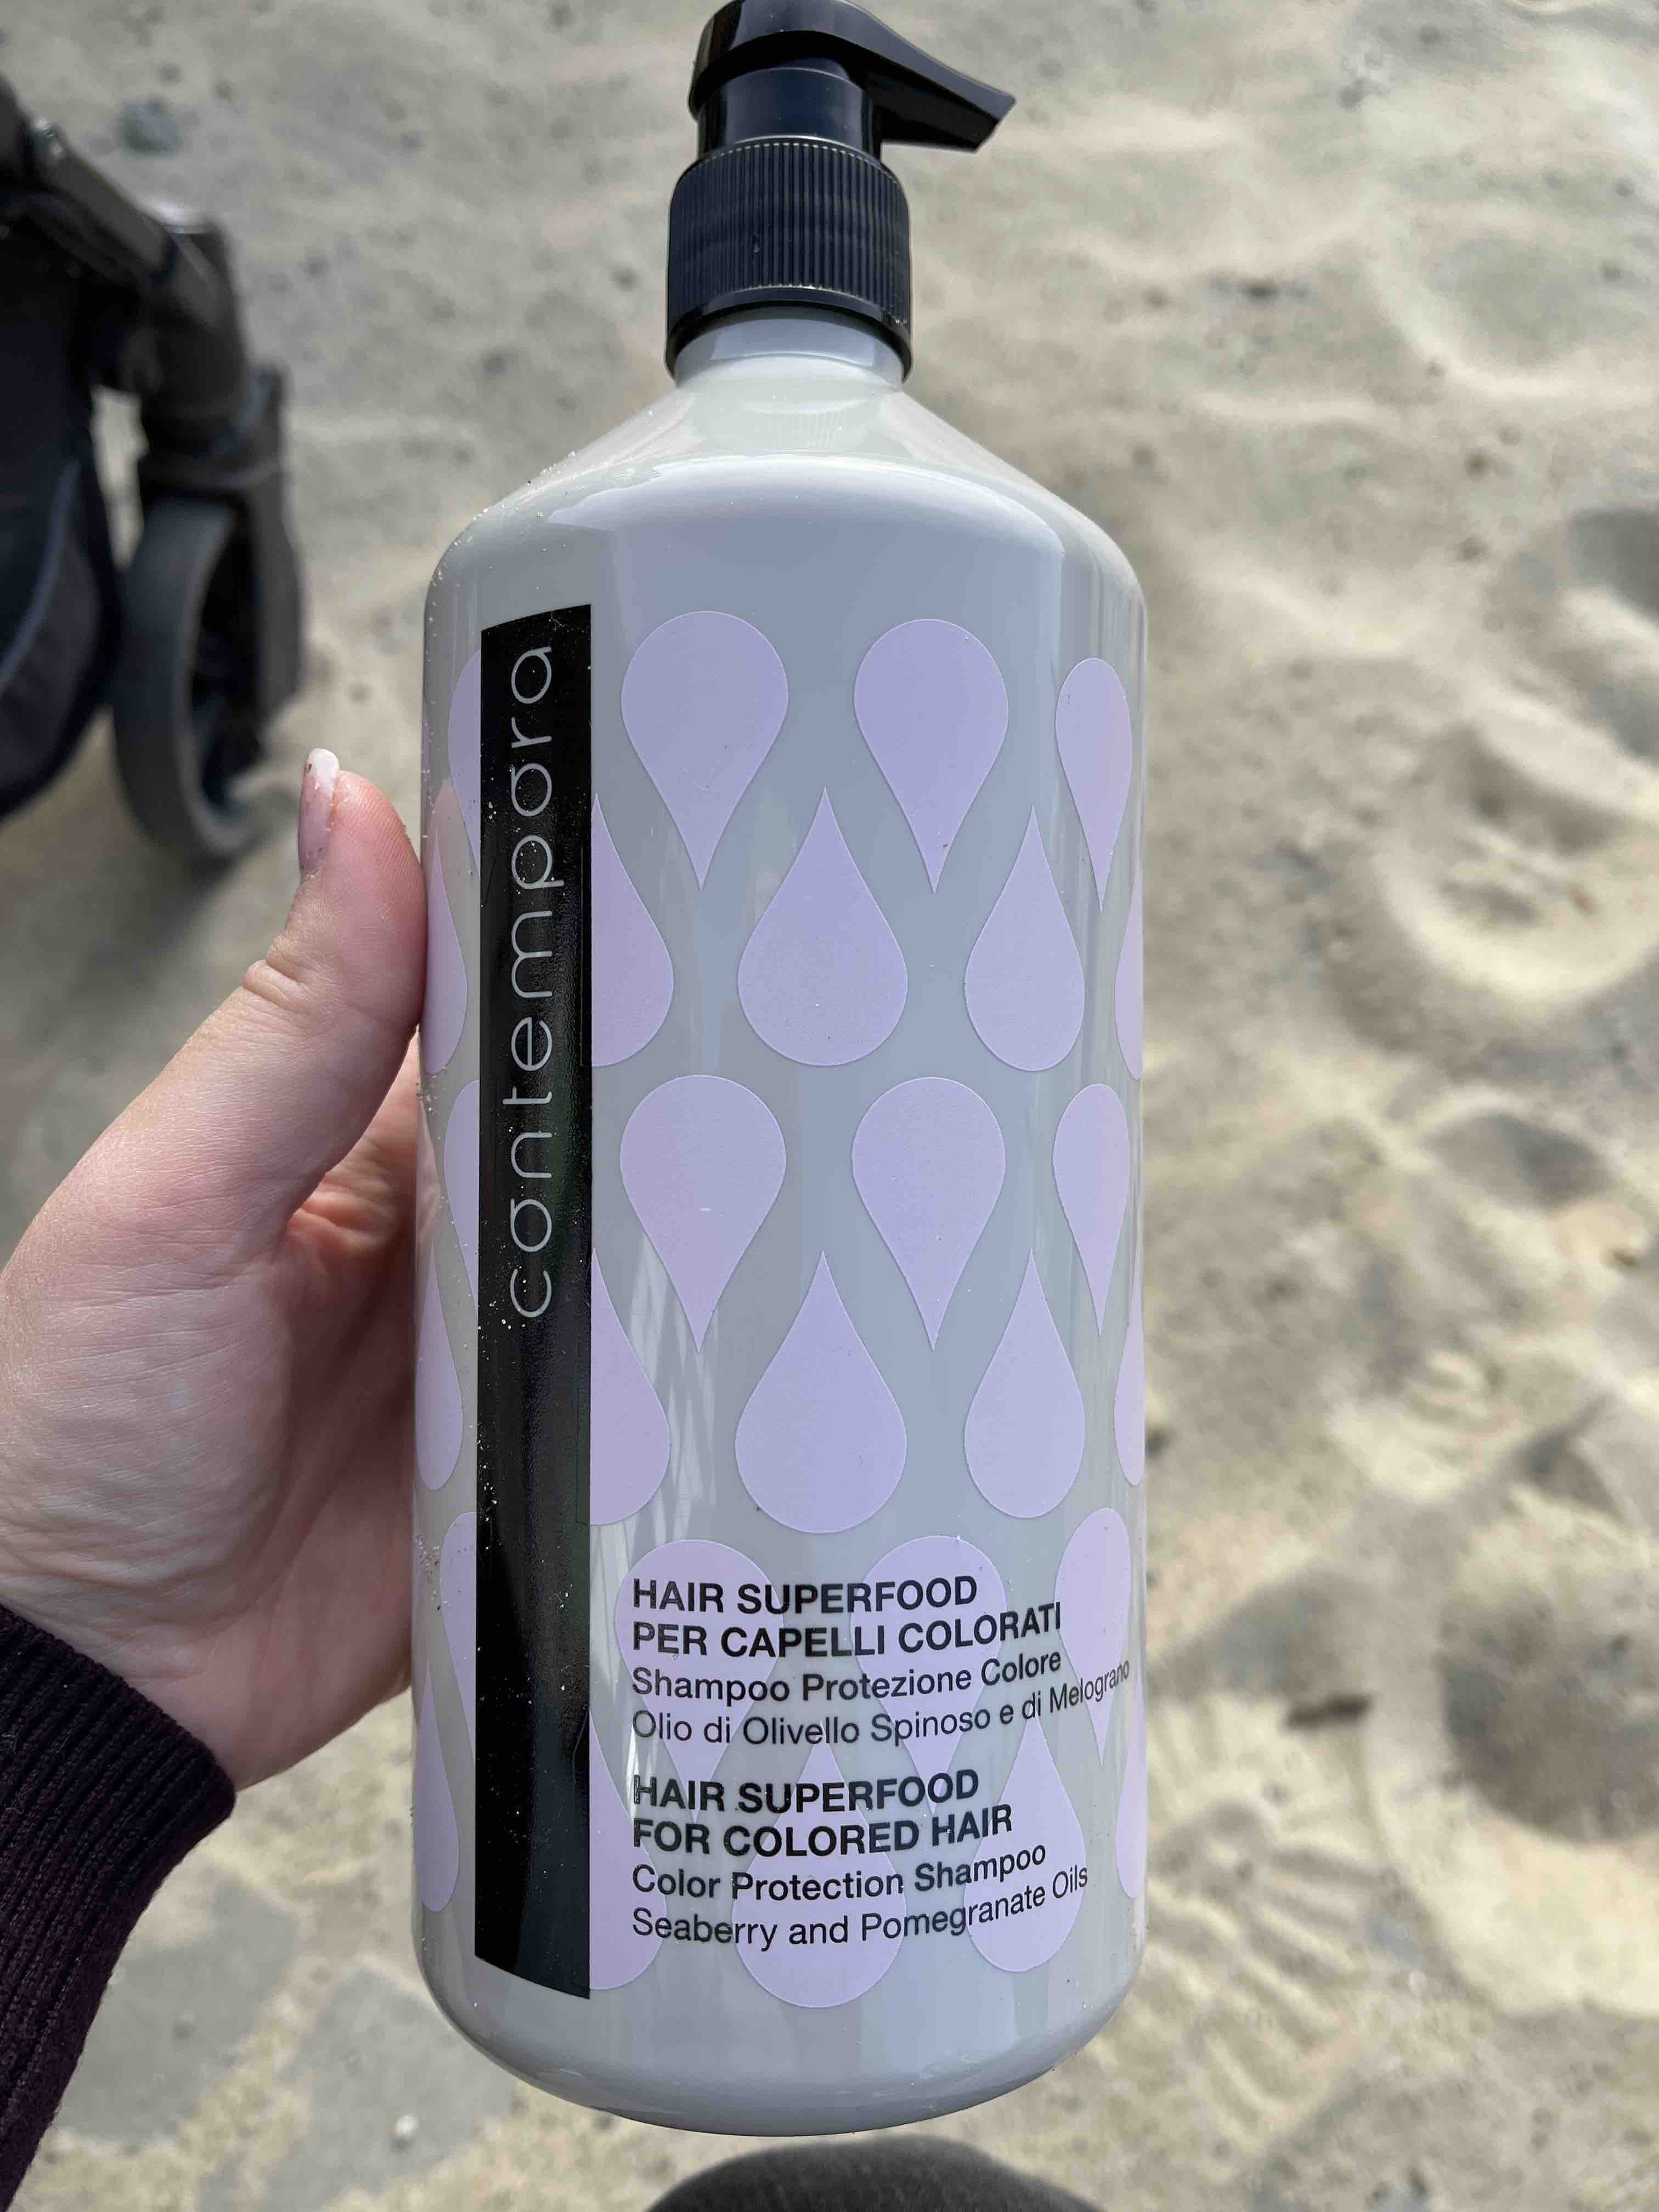 contempora
HAIR SUPERFOOD
PER CAPELLI COLORATI
Shampoo Protezione Colore
Olio di Olivello Spinoso e di Melograno
HAIR SUPERFOOD
FOR COLORED HAIR
Color Protection Shampoo
Seaberry and Pomegranate Oils